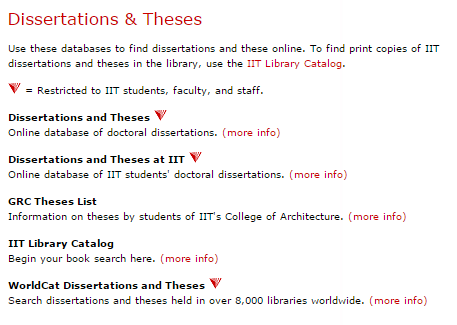 Dissertations & Theses
Use these databases to find dissertations and these online. To find print copies of IIT
dissertations and theses in the library, use the IIT Library Catalog.
= Restricted to IIT students, faculty, and staff.
Dissertations and Theses
Online database of doctoral dissertations. (more info)
Dissertations and Theses at IIT
Online database of IIT students' doctoral dissertations. (more info)
GRC Theses List
Information on theses by students of IIT's College of Architecture. (more info)
IIT Library Catalog
Begin your book search here. (more info)
WorldCat Dissertations and Theses
Search dissertations and theses held in over 8,000 libraries worldwide. (more info)